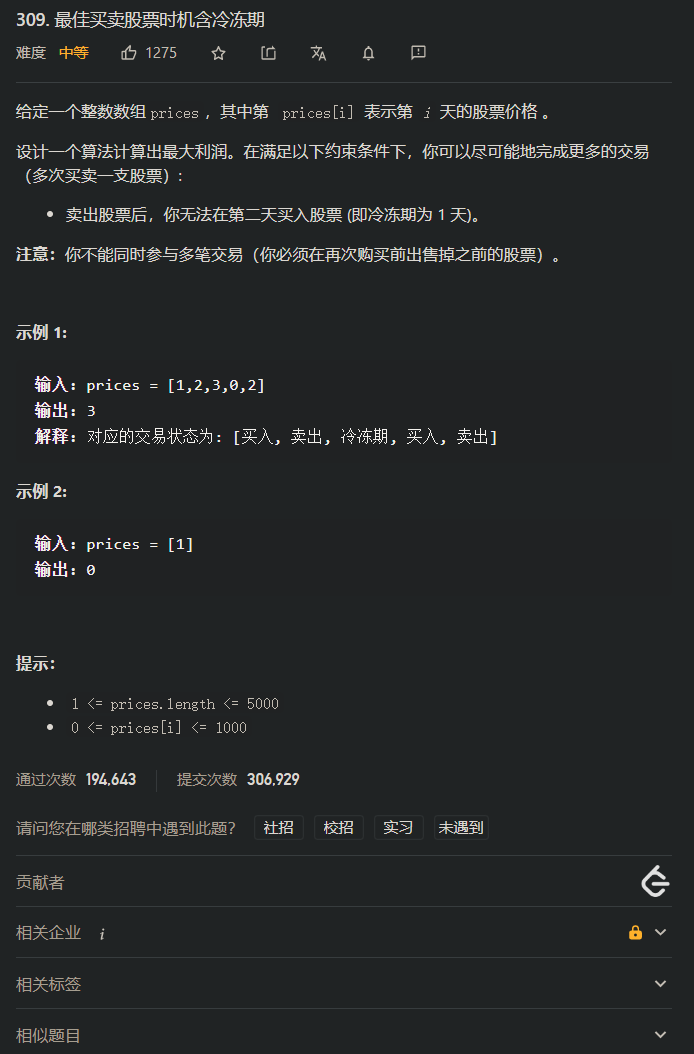 309. 最佳买卖股票时机含冷冻期
难度 中等 1275
给定一个整数数组 prices ，其中第 prices[i] 表示第 i 天的股票价格 。
设计一个算法计算出最大利润。在满足以下约束条件下，你可以尽可能地完成更多的交易
（多次买卖一支股票）:
卖出股票后，你无法在第二天买入股票 (即冷冻期为 1 天)。
注意：你不能同时参与多笔交易（你必须在再次购买前出售掉之前的股票）。
示例 1:
输入: prices = [1,2,3,0,2]
输出: 3
解释: 对应的交易状态为: [买入, 卖出, 冷冻期, 买入, 卖出]
示例 2:
输入: prices = [1]
输出: 0
提示：
1 <= prices.length <= 5000
0 <= prices[i] <= 1000
通过次数 194,643 提交次数 306,929
请问您在哪类招聘中遇到此题？ 社招 校招 实习 未遇到
贡献者
相关企业 i
相关标签
相似题目